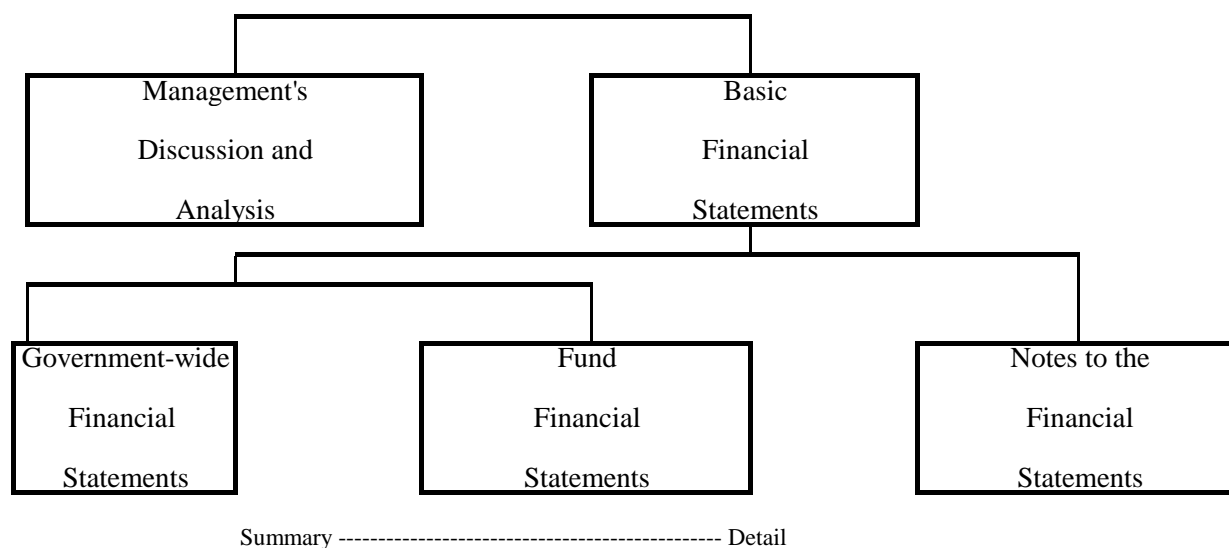 Management's
Discussion and
Analysis
Basic
Financial
Statements
Government-wide
Financial
Statements
Fund
Financial
Statements
Notes to the
Financial
Statements
Summary ------------------------------------------------ Detail